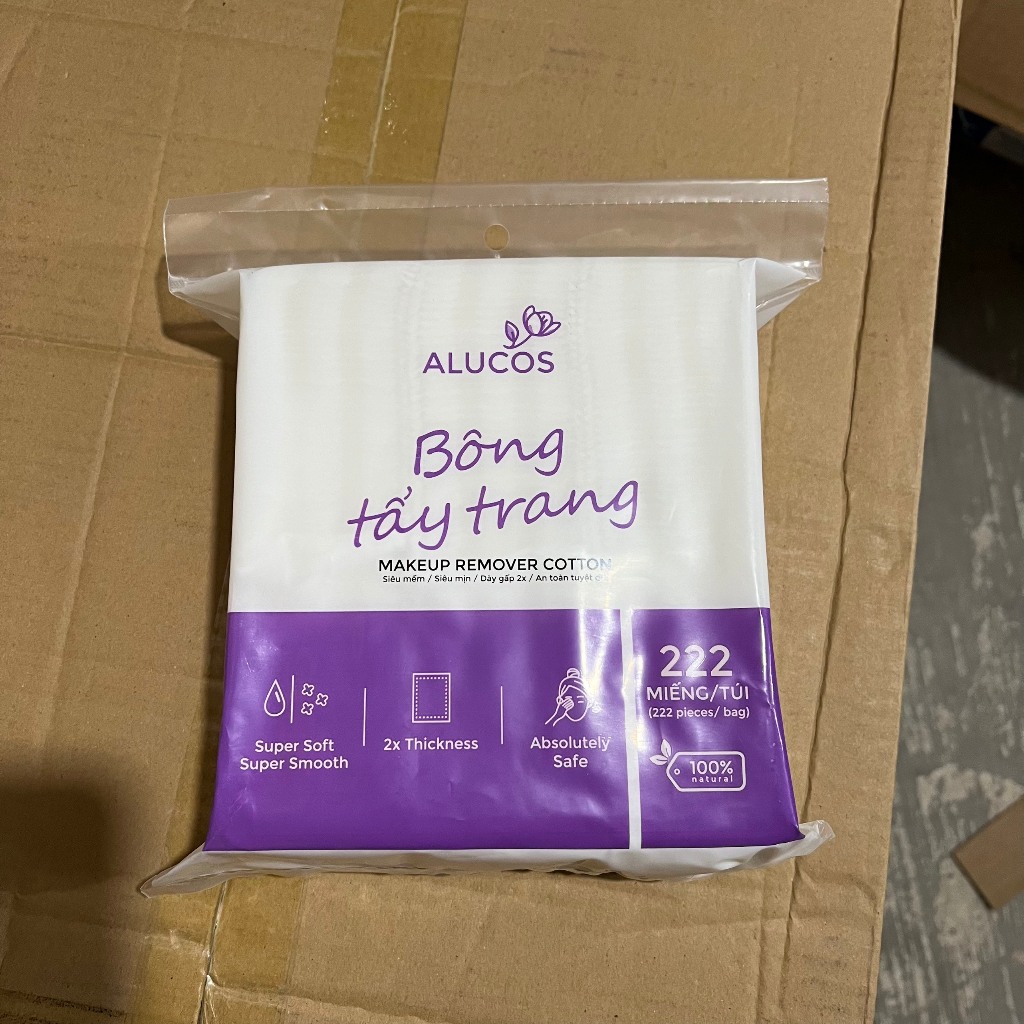 ALUCOS
Bông
tẩy trang
MAKEUP REMOVER COTTON
Siêu mềm / Siêu mịn / Dày gấp 2x / An toàn tuyệt
Super Soft
Super Smooth
2x Thickness
Absolutely
Safe
222
MIẾNG/TÚI
(222 pieces/ bag)
100%
natural